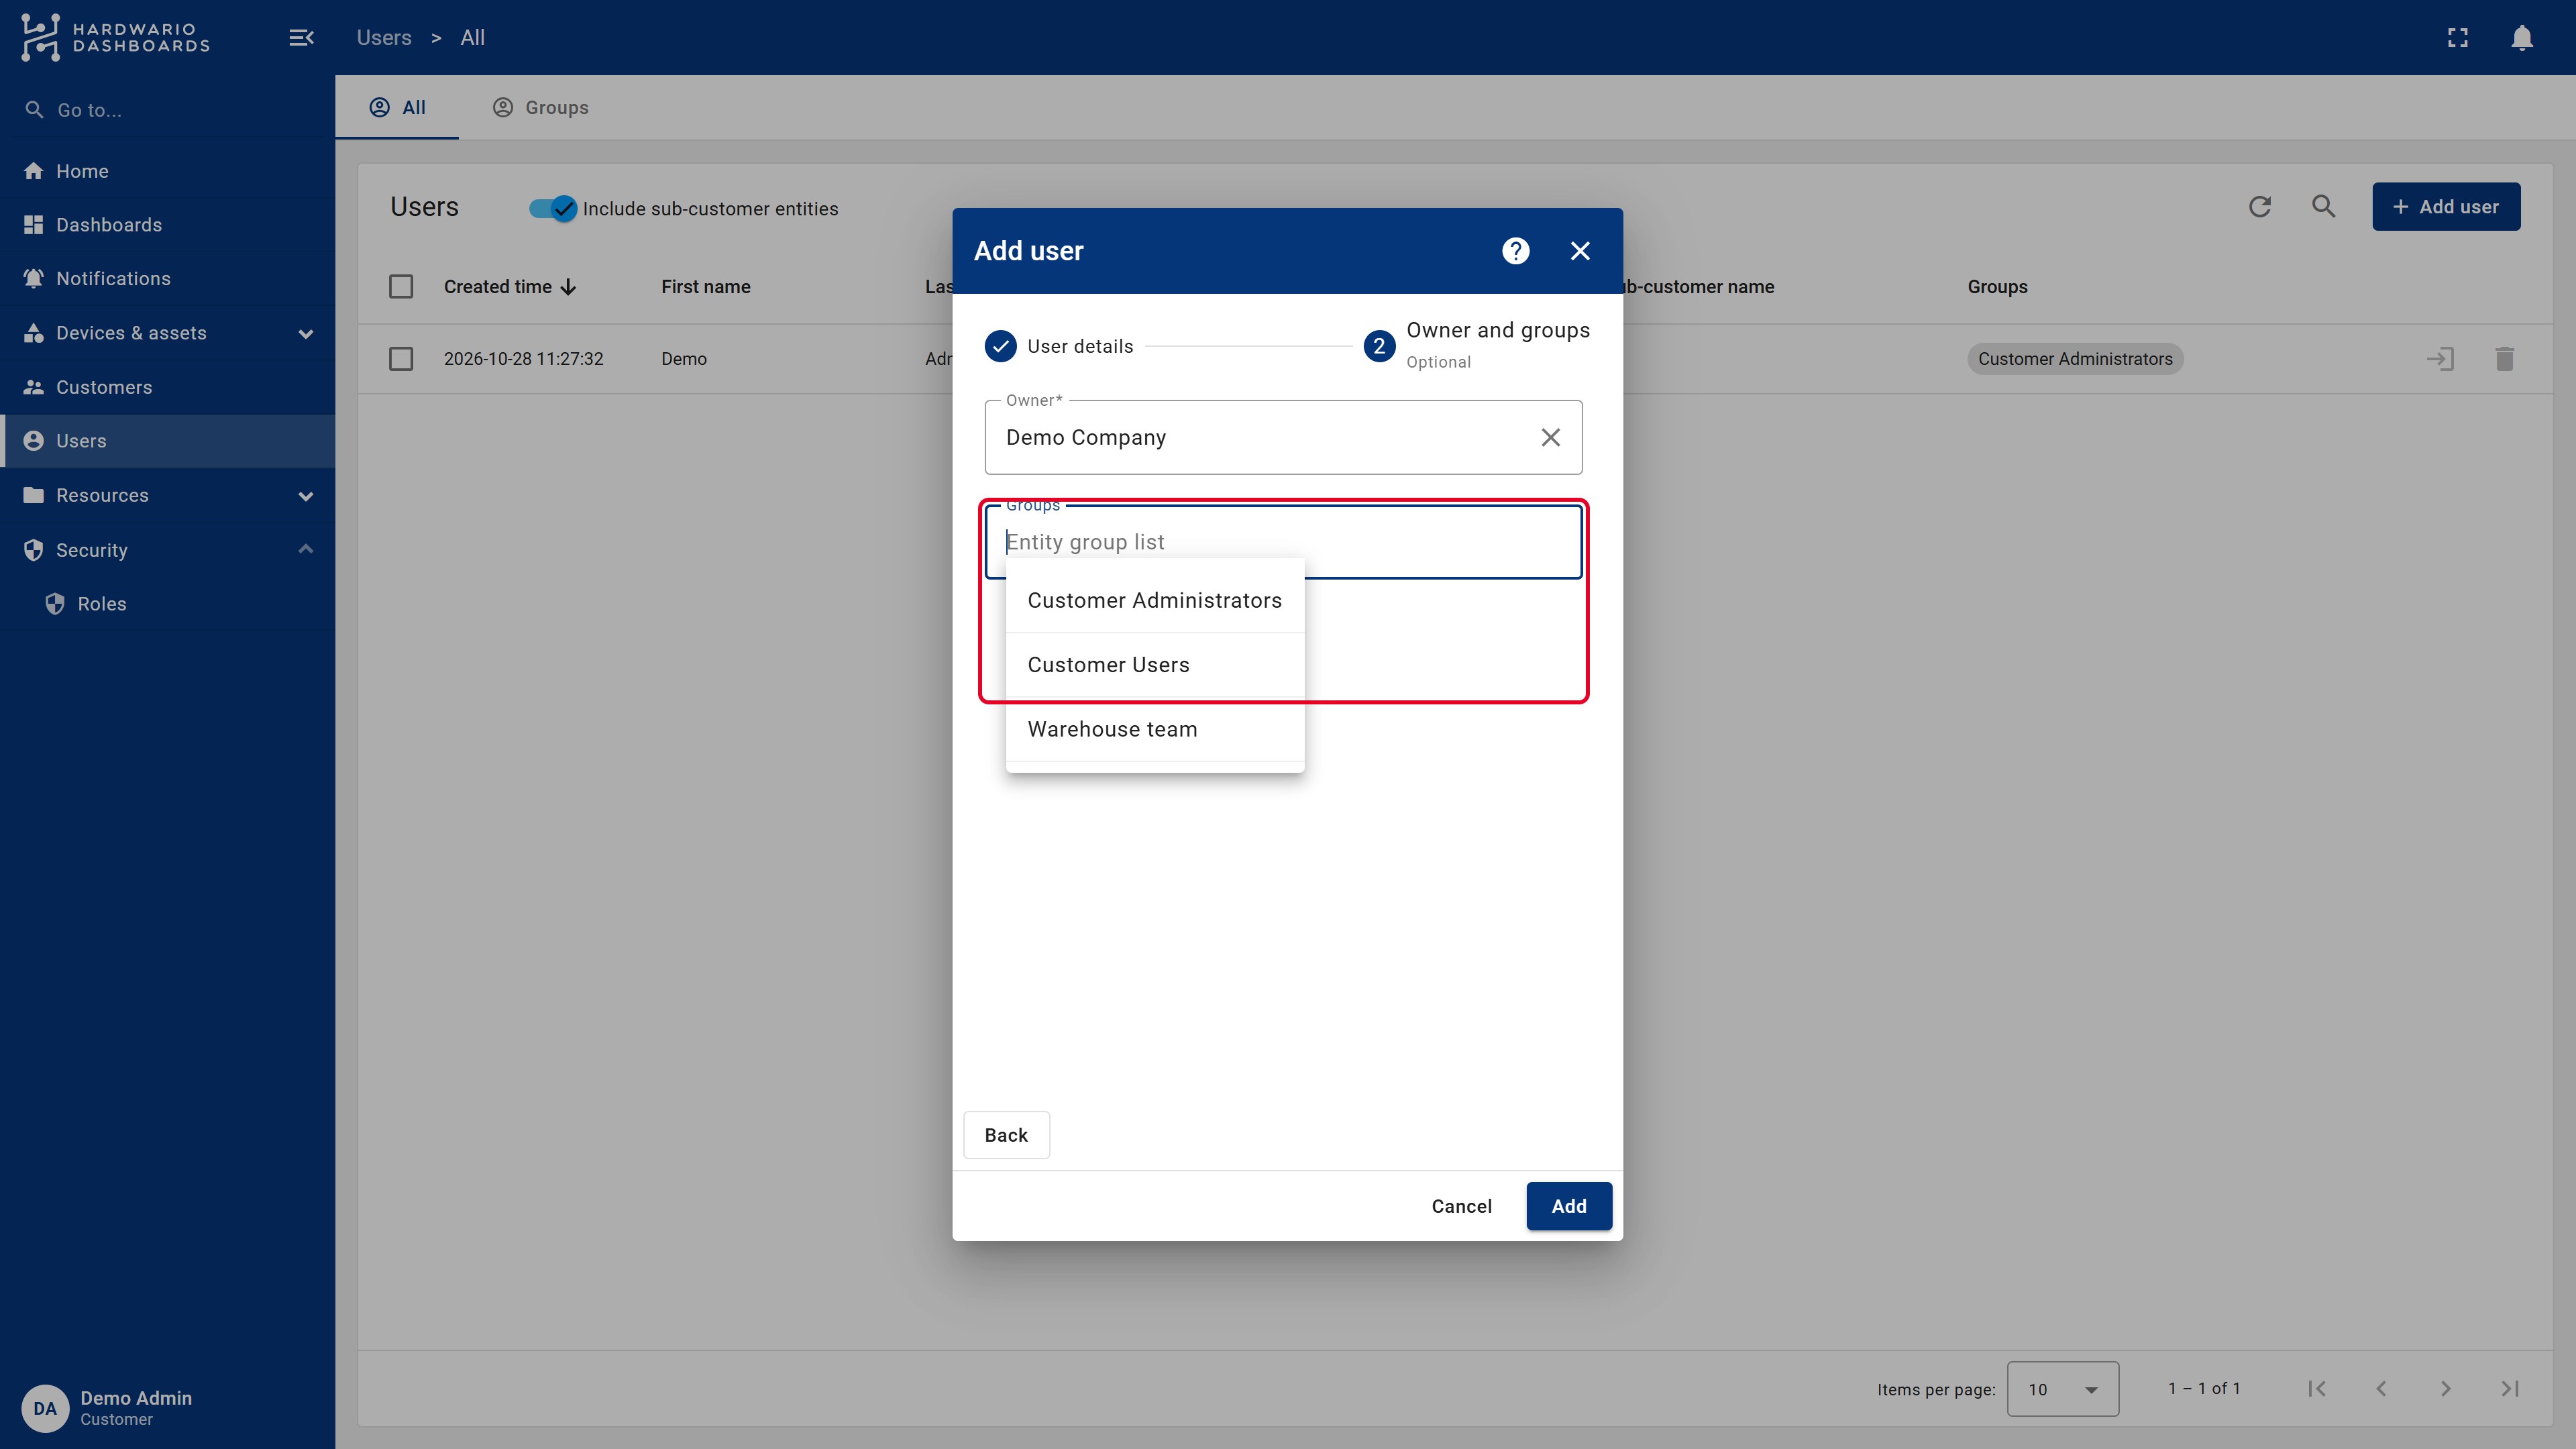 HARDWARIO
DASHBOARDS
Users > All
Go to...
Home
Dashboards
Notifications
Devices & assets
Customers
Users
Resources
Security
Roles
DA
Demo Admin
Customer
All
Groups
Users
Include sub-customer entities
+ Add user
Created time
First name
b-customer name
Groups
2026-10-28 11:27:32
Demo
Customer Administrators
Add user
User details
2
Owner and groups
Optional
Owner*
Demo Company
Groups
Entity group list
Customer Administrators
Customer Users
Warehouse team
Back
Cancel
Add
Items per page:
10
1 – 1 of 1